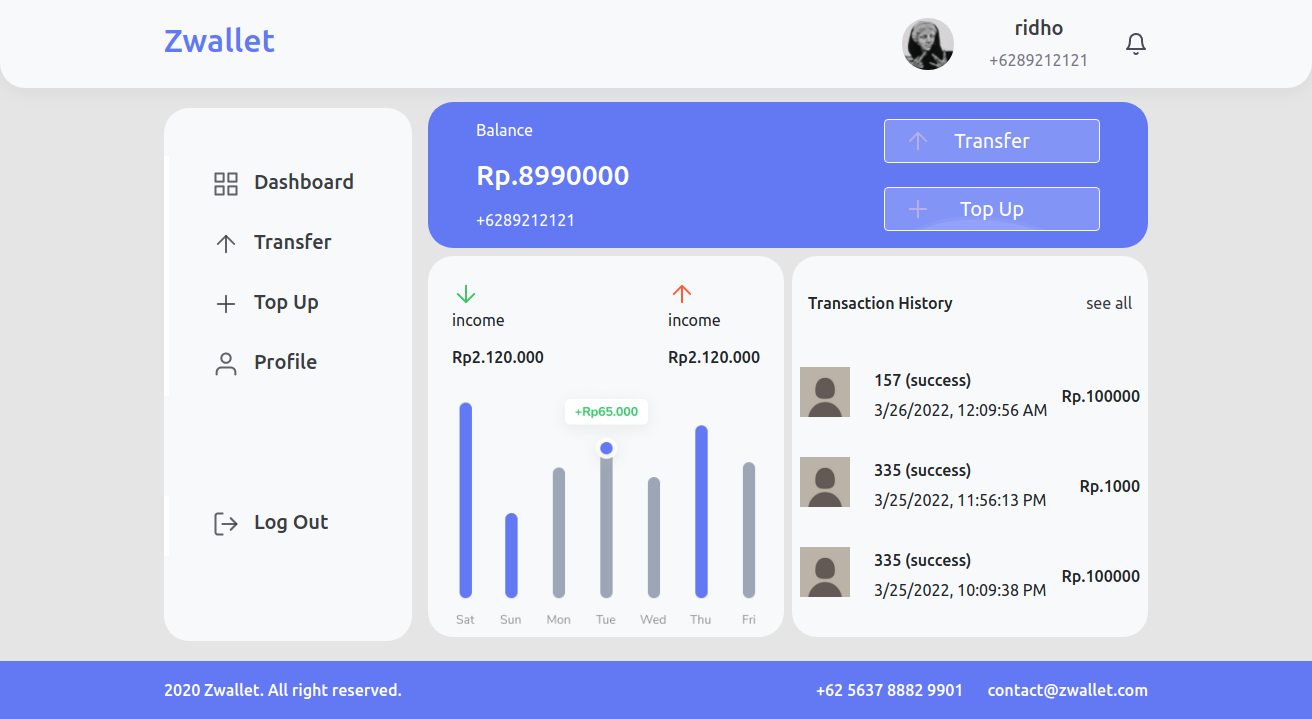 Zwallet
ridho
+6289212121
Dashboard
Transfer
Top Up
Profile
Log Out
Balance
Rp.8990000
+6289212121
Transfer
Top Up
income
Rp2.120.000
income
Rp2.120.000
+Rp65.000
Sat Sun Mon Tue Wed Thu Fri
Transaction History see all
157 (success)
3/26/2022, 12:09:56 AM
Rp.100000
335 (success)
3/25/2022, 11:56:13 PM
Rp.1000
335 (success)
3/25/2022, 10:09:38 PM
Rp.100000
2020 Zwallet. All right reserved.
+62 5637 8882 9901 contact@zwallet.com